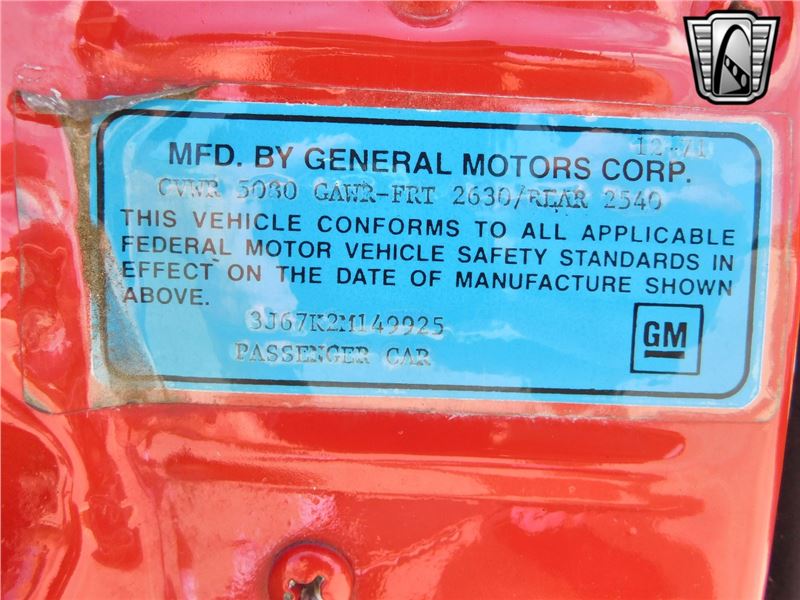 12-71
MFD. BY GENERAL MOTORS CORP.
GVWR 5080 GAWR-FRT 2630/REAR 2540
THIS VEHICLE CONFORMS TO ALL APPLICABLE
FEDERAL MOTOR VEHICLE SAFETY STANDARDS IN
EFFECT ON THE DATE OF MANUFACTURE SHOWN
ABOVE.
3J67K2M149925
PASSENGER CAR
GM